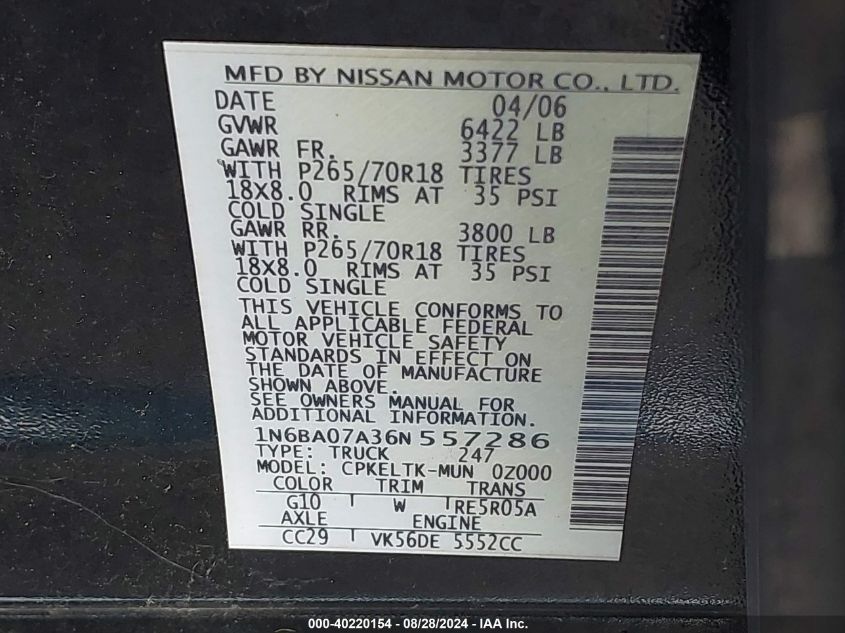 MFD BY NISSAN MOTOR CO., LTD.
DATE 04/06
GVWR 6422 LB
GAWR FR. 3377 LB
WITH P265/70R18 TIRES
18X8.0 RIMS AT 35 PSI
COLD SINGLE
GAWR RR. 3800 LB
WITH P265/70R18 TIRES
18X8.0 RIMS AT 35 PSI
COLD SINGLE
THIS VEHICLE CONFORMS TO
ALL APPLICABLE FEDERAL
MOTOR VEHICLE SAFETY
STANDARDS IN EFFECT ON
THE DATE OF MANUFACTURE
SHOWN ABOVE.
SEE OWNERS MANUAL FOR
ADDITIONAL INFORMATION.
1N6BA07A36N557286
TYPE: TRUCK 247
MODEL: CPKELTK-MUN 0Z000
COLOR TRIM TRANS
G10 W RE5R05A
AXLE ENGINE
CC29 VK56DE 5552CC
000-40220154 - 08/28/2024 - IAA Inc.